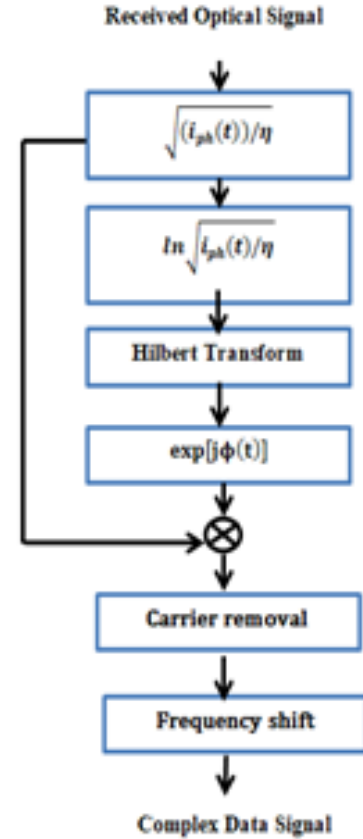 Received Optical Signal
√(i_ph(t))/η
ln√i_ph(t)/η
Hilbert Transform
exp[jϕ(t)]
Carrier removal
Frequency shift
Complex Data Signal